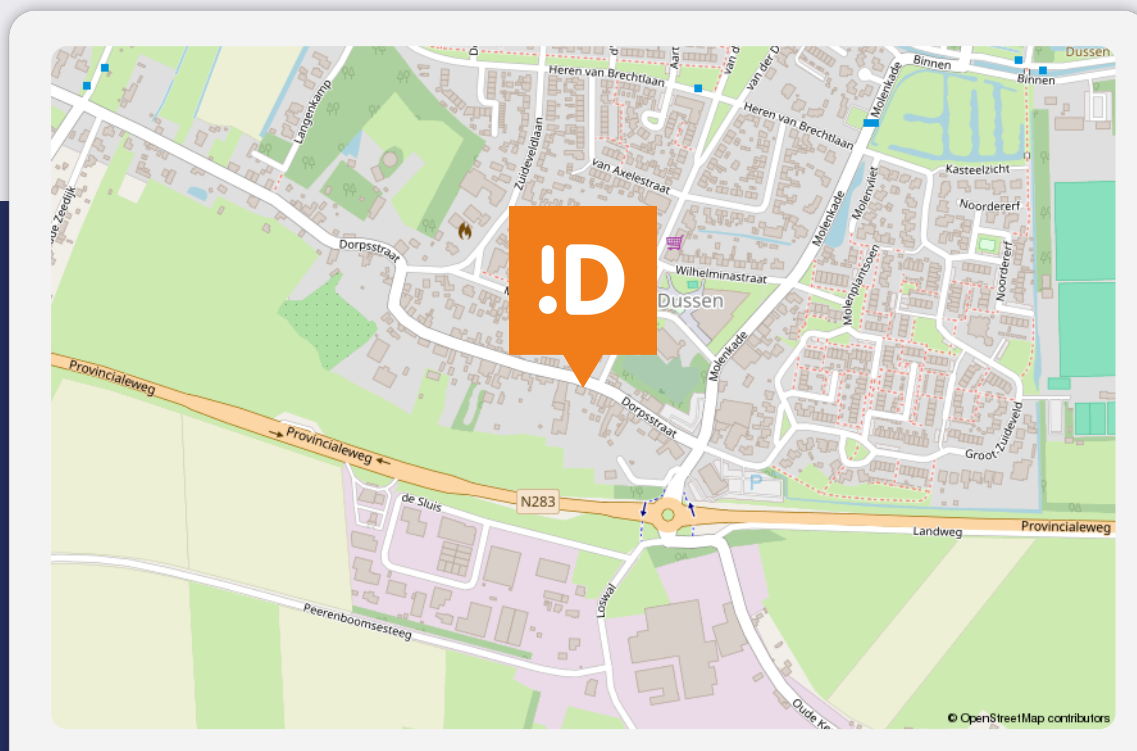 Dussen
Binnen
Binnen
Heren van Brechtlaan
Heren van Brechtlaan
Molenkade
Langenkamp
Zuideveldlaan
van Axelestraat
Kasteelzicht
Molenvliet
Noordererf
Noordererf
Molenkade
Dorpsstraat
!D
Wilhelminastraat
Molenplantsoen
Dussen
Molenkade
Provincialeweg
Dorpsstraat
Groot-Zuideveld
Provincialeweg
P
de Sluis
N283
Landweg
Provincialeweg
Loswal
Peerenboomsesteeg
© OpenStreetMap contributors